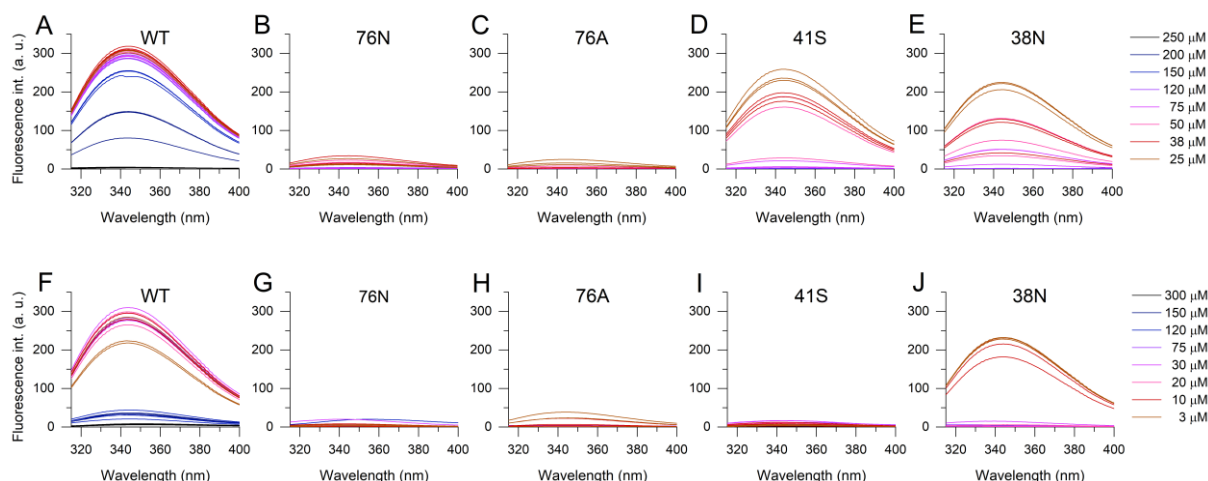 A WT B 76N C 76A D 41S E 38N
Fluorescence int. (a. u.)
300
200
100
0
320 340 360 380 400
Wavelength (nm)
300
200
100
0
320 340 360 380 400
Wavelength (nm)
300
200
100
0
320 340 360 380 400
Wavelength (nm)
300
200
100
0
320 340 360 380 400
Wavelength (nm)
300
200
100
0
320 340 360 380 400
Wavelength (nm)
250 μM
200 μM
150 μM
120 μM
75 μM
50 μM
38 μM
25 μM
F WT G 76N H 76A I 41S J 38N
Fluorescence int. (a. u.)
300
200
100
0
320 340 360 380 400
Wavelength (nm)
300
200
100
0
320 340 360 380 400
Wavelength (nm)
300
200
100
0
320 340 360 380 400
Wavelength (nm)
300
200
100
0
320 340 360 380 400
Wavelength (nm)
300
200
100
0
320 340 360 380 400
Wavelength (nm)
300 μM
150 μM
120 μM
75 μM
30 μM
20 μM
10 μM
3 μM